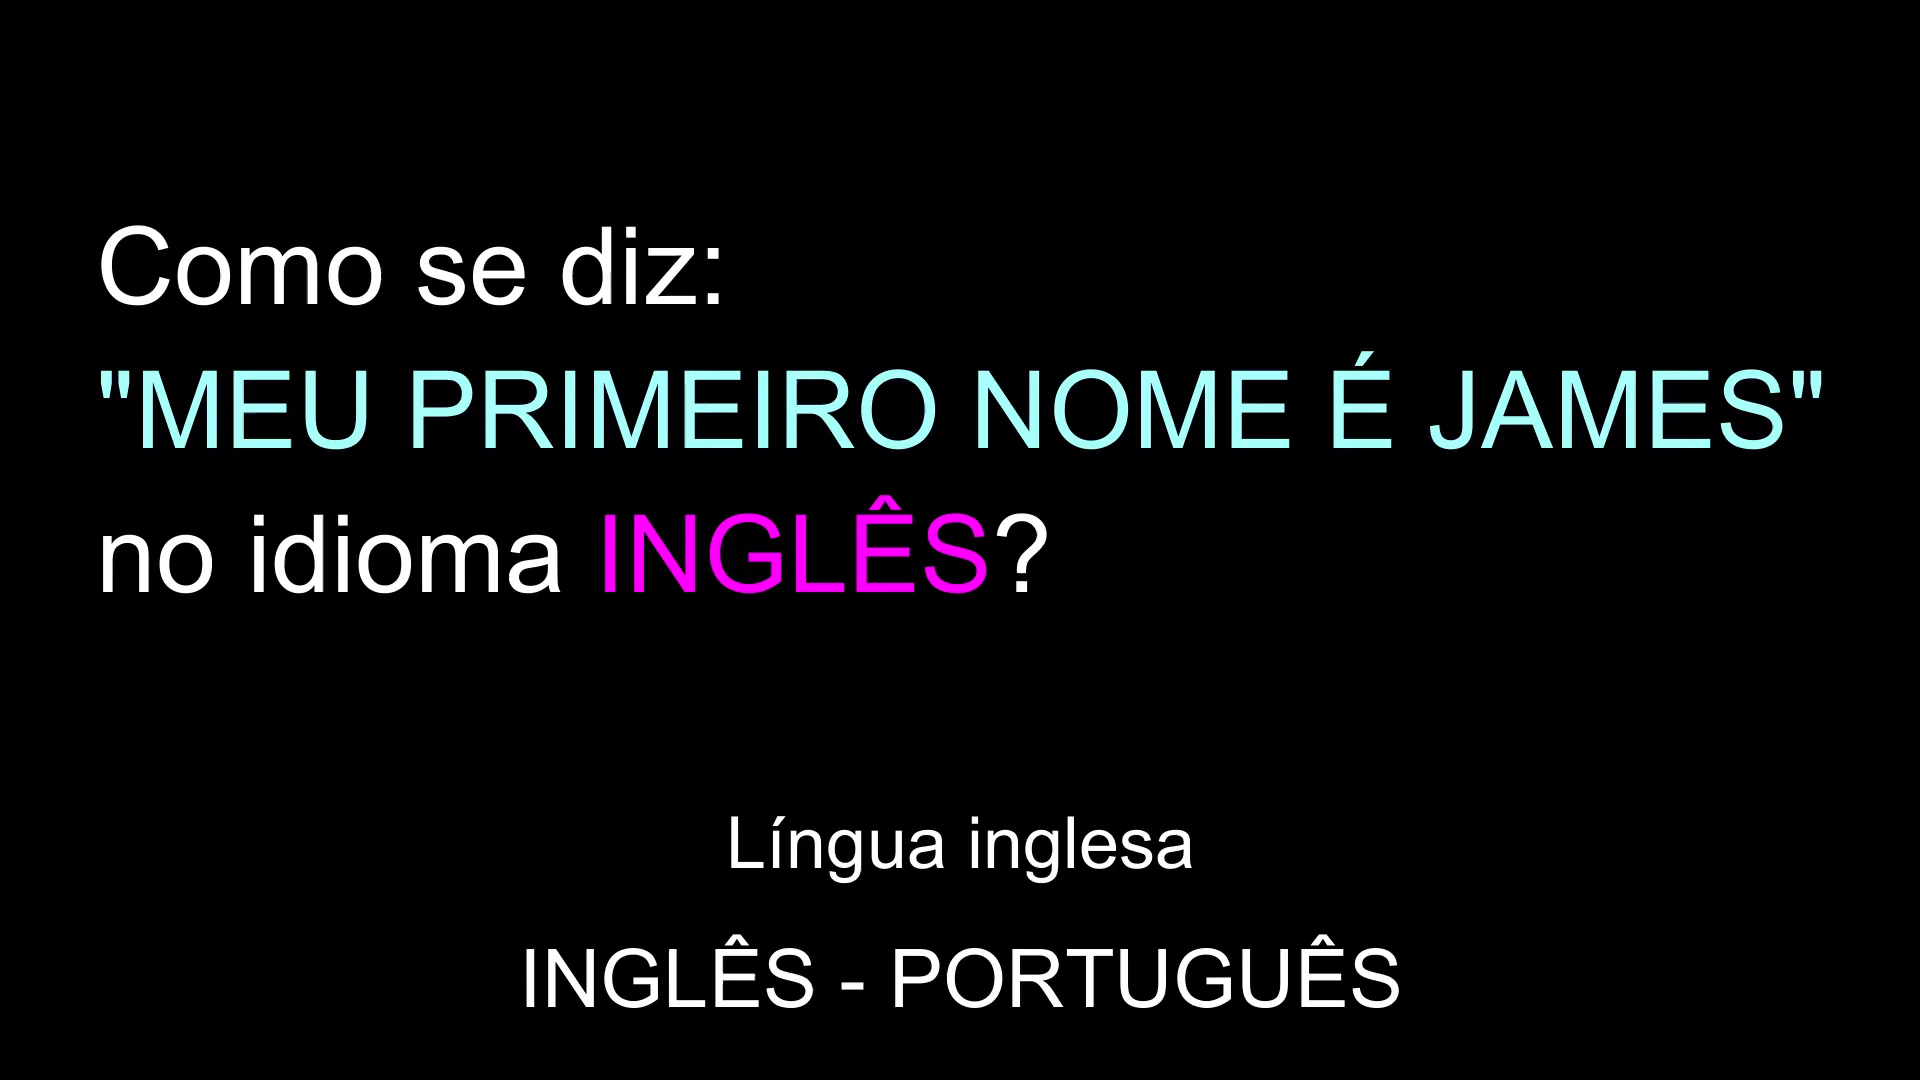 Como se diz:
"MEU PRIMEIRO NOME É JAMES"
no idioma INGLÊS?
Língua inglesa
INGLÊS - PORTUGUÊS